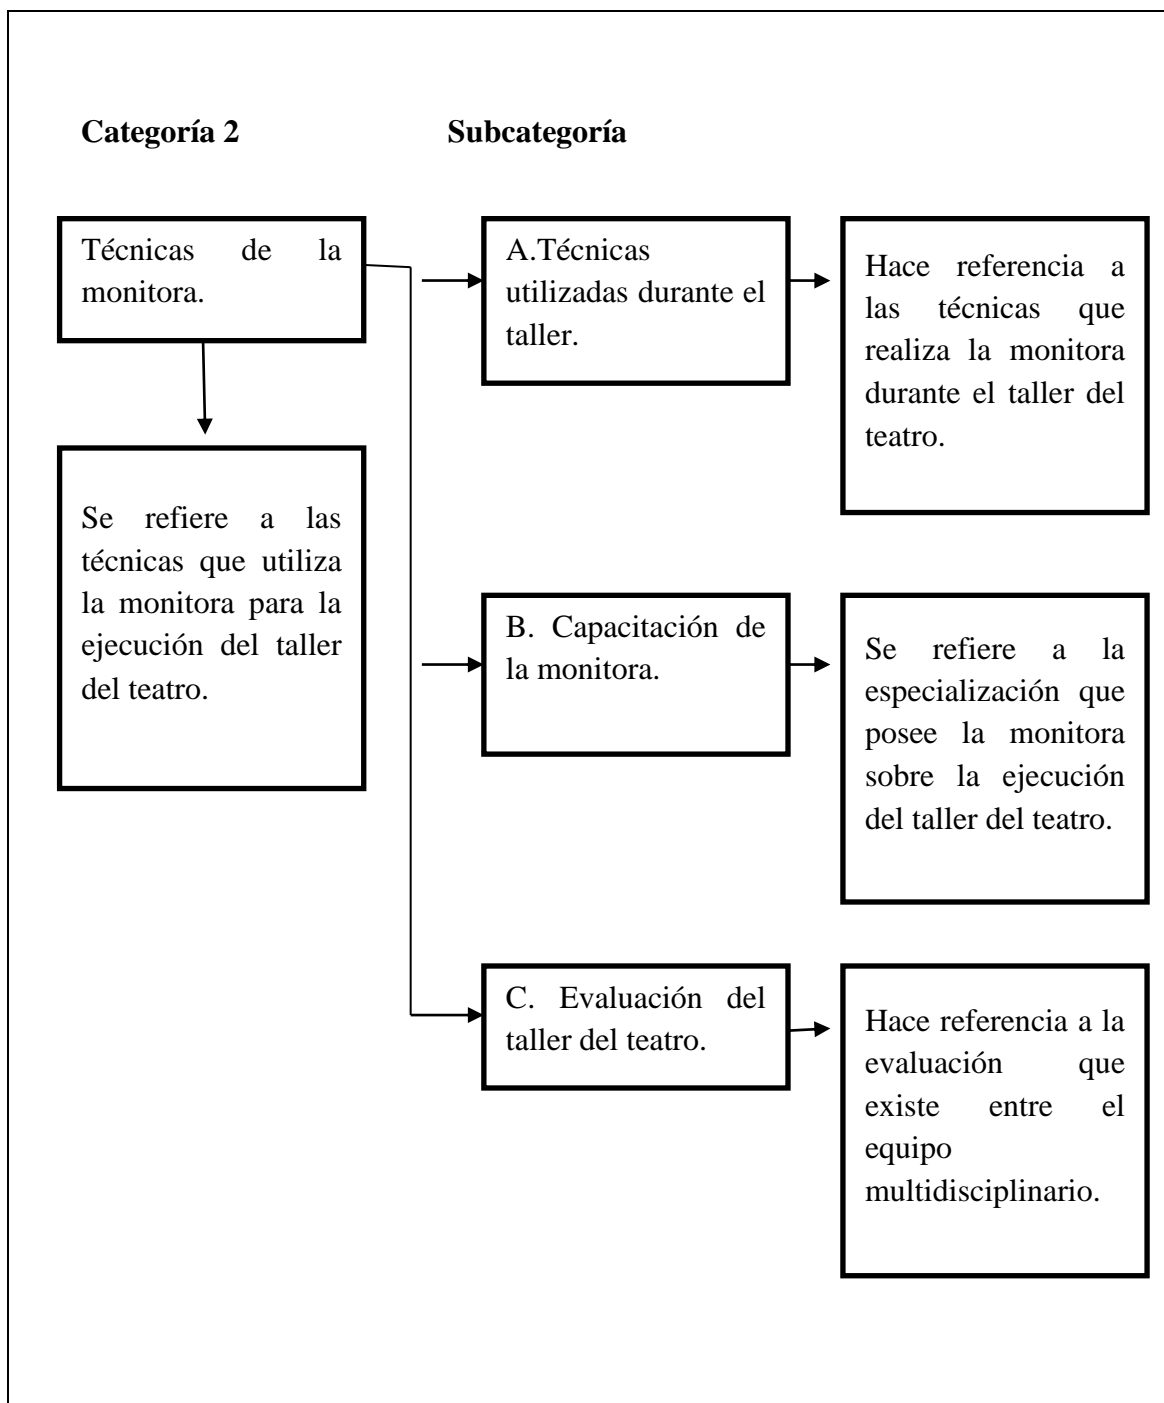 Categoría 2
Subcategoría
Técnicas de la
monitora.
Se refiere a las
técnicas que utiliza
la monitora para la
ejecución del taller
del teatro.
A.Técnicas
utilizadas durante el
taller.
Hace referencia a
las técnicas que
realiza la monitora
durante el taller del
teatro.
B. Capacitación de
la monitora.
Se refiere a la
especialización que
posee la monitora
sobre la ejecución
del taller del teatro.
C. Evaluación del
taller del teatro.
Hace referencia a la
evaluación que
existe entre el
equipo
multidisciplinario.